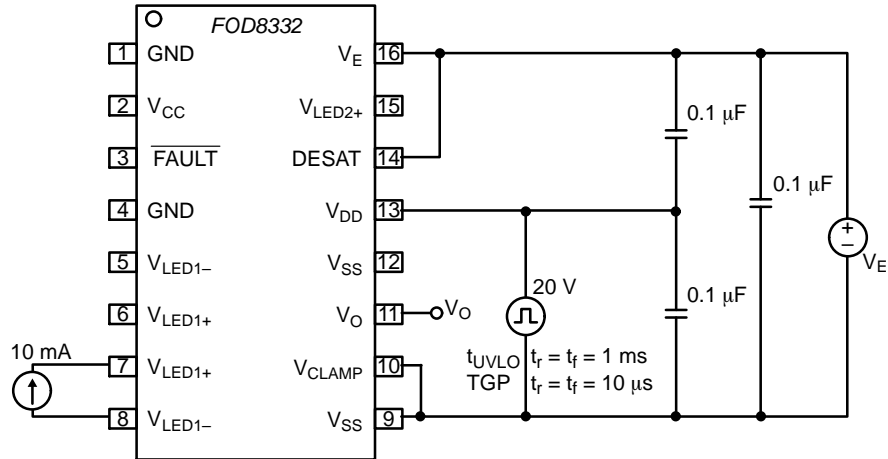 FOD8332
1 GND
2 VCC
3 FAULT
4 GND
5 VLED1–
6 VLED1+
7 VLED1+
8 VLED1–
VE 16
VLED2+ 15
DESAT 14
VDD 13
VSS 12
VO 11
VCLAMP 10
VSS 9
10 mA
VO
20 V
tUVLO tr = tf = 1 ms
TGP tr = tf = 10 μs
0.1 μF
0.1 μF
0.1 μF
+
–
VE